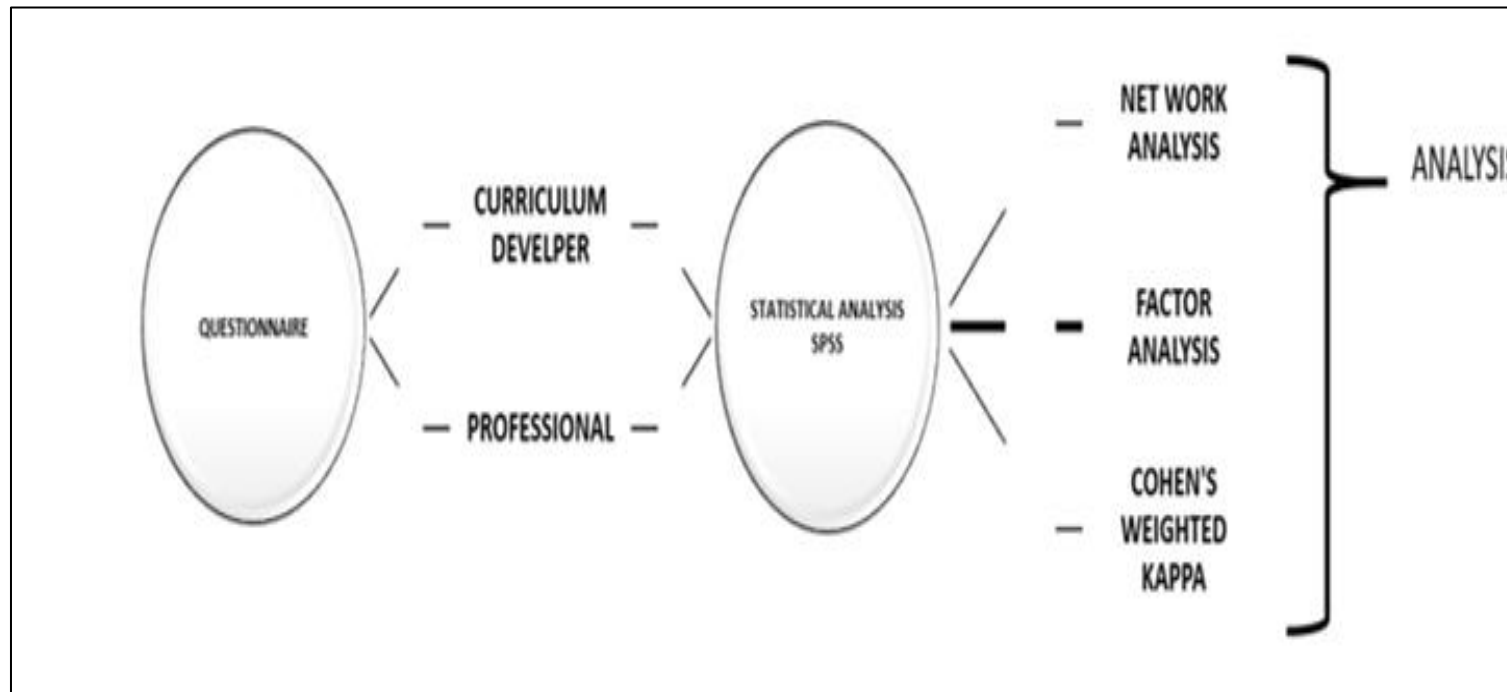 QUESTIONNAIRE
CURRICULUM
DEVELPER
PROFESSIONAL
STATISTICAL ANALYSIS
SPSS
NET WORK
ANALYSIS
FACTOR
ANALYSIS
COHEN'S
WEIGHTED
KAPPA
ANALYSIS